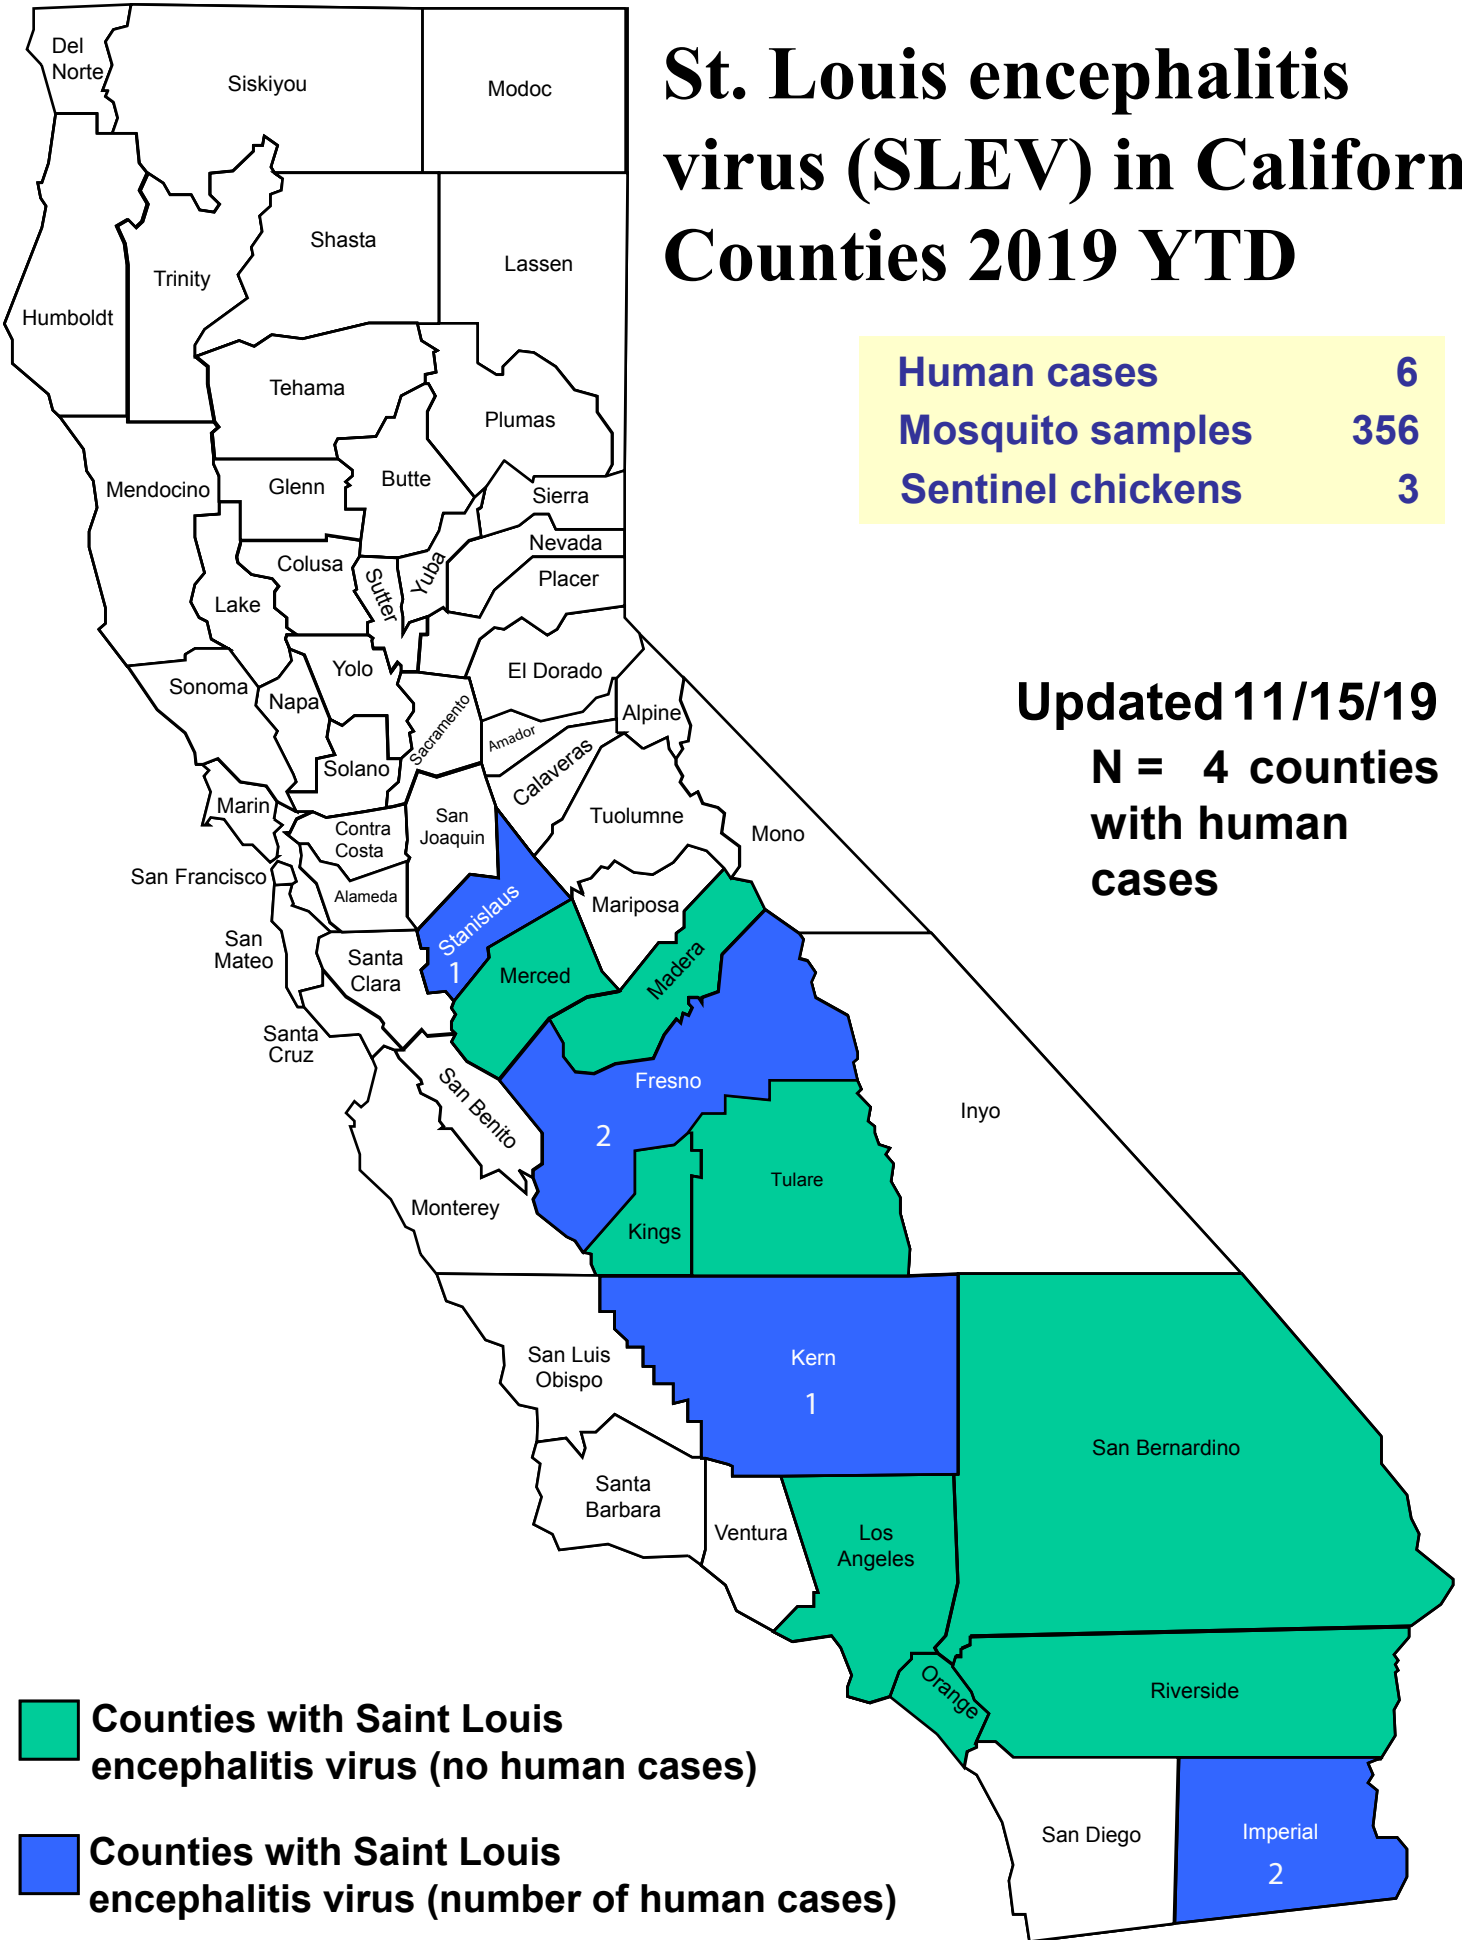 St. Louis encephalitis
virus (SLEV) in Californ
Counties 2019 YTD
Human cases 6
Mosquito samples 356
Sentinel chickens 3
Updated 11/15/19
N = 4 counties
with human
cases
Del
Norte
Siskiyou
Modoc
Shasta
Lassen
Trinity
Humboldt
Tehama
Plumas
Mendocino
Glenn
Butte
Sierra
Nevada
Colusa
Sutter
Yuba
Placer
Lake
El Dorado
Yolo
Sonoma
Napa
Sacramento
Alpine
Amador
Solano
Calaveras
Marin
San
Joaquin
Tuolumne
Contra
Costa
Mono
San Francisco
Alameda
Stanislaus
1
Mariposa
San
Mateo
Santa
Clara
Merced
Madera
Santa
Cruz
San Benito
Fresno
2
Inyo
Tulare
Monterey
Kings
San Luis
Obispo
Kern
1
San Bernardino
Santa
Barbara
Ventura
Los
Angeles
Orange
Riverside
San Diego
Imperial
2
Counties with Saint Louis
encephalitis virus (no human cases)
Counties with Saint Louis
encephalitis virus (number of human cases)